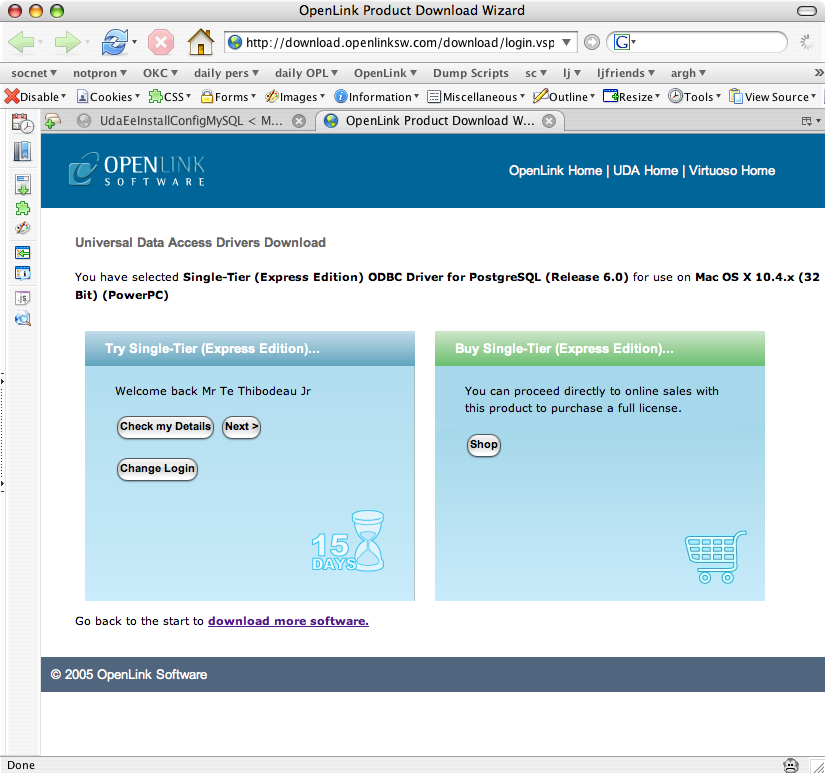 OpenLink Product Download Wizard
http://download.openlinksw.com/download/login.vsp
G
socnet notpron OKC daily pers daily OPL OpenLink Dump Scripts sc lj ljfriends argh »
Disable Cookies CSS Forms Images Information Miscellaneous Outline Resize Tools View Source
UdaEeInstallConfigMySQL < M... OpenLink Product Download W...
OPENLINK
SOFTWARE
OpenLink Home | UDA Home | Virtuoso Home
Universal Data Access Drivers Download
You have selected Single-Tier (Express Edition) ODBC Driver for PostgreSQL (Release 6.0) for use on Mac OS X 10.4.x (32
Bit) (PowerPC)
Try Single-Tier (Express Edition)...
Welcome back Mr Te Thibodeau Jr
Check my Details Next >
Change Login
15
DAYS
Buy Single-Tier (Express Edition)...
You can proceed directly to online sales with
this product to purchase a full license.
Shop
Go back to the start to download more software.
© 2005 OpenLink Software
Done